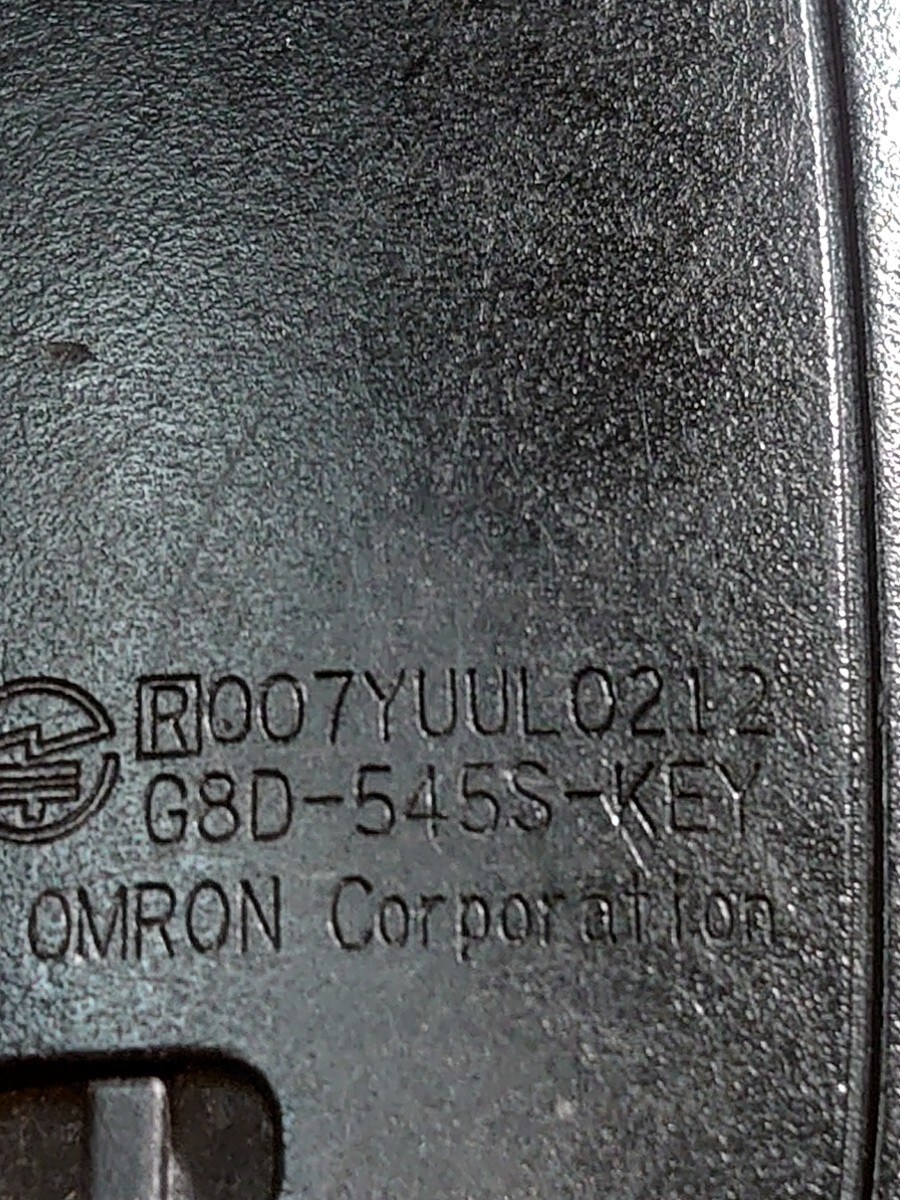 R007YUUL0212
G8D-545S-KEY
OMRON Corporation